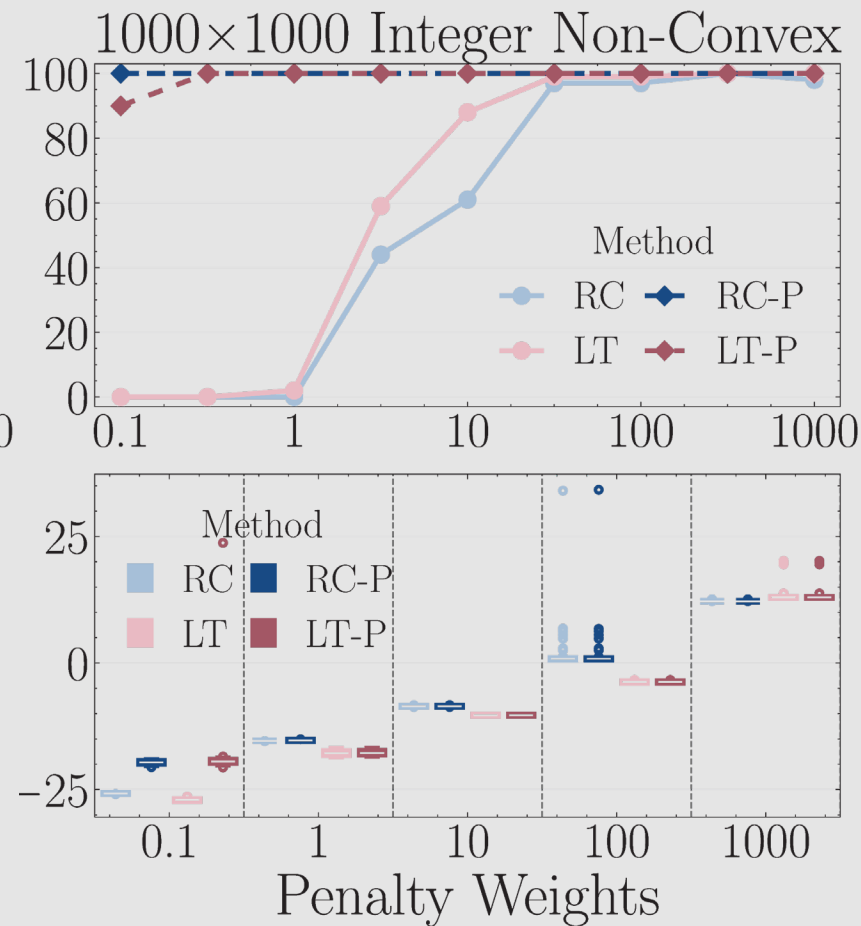 1000×1000 Integer Non-Convex
100
80
60
40
20
0
Method
RC RC-P
LT LT-P
0 0.1 1 10 100 1000
25
0
−25
Method
RC RC-P
LT LT-P
0.1 1 10 100 1000
Penalty Weights